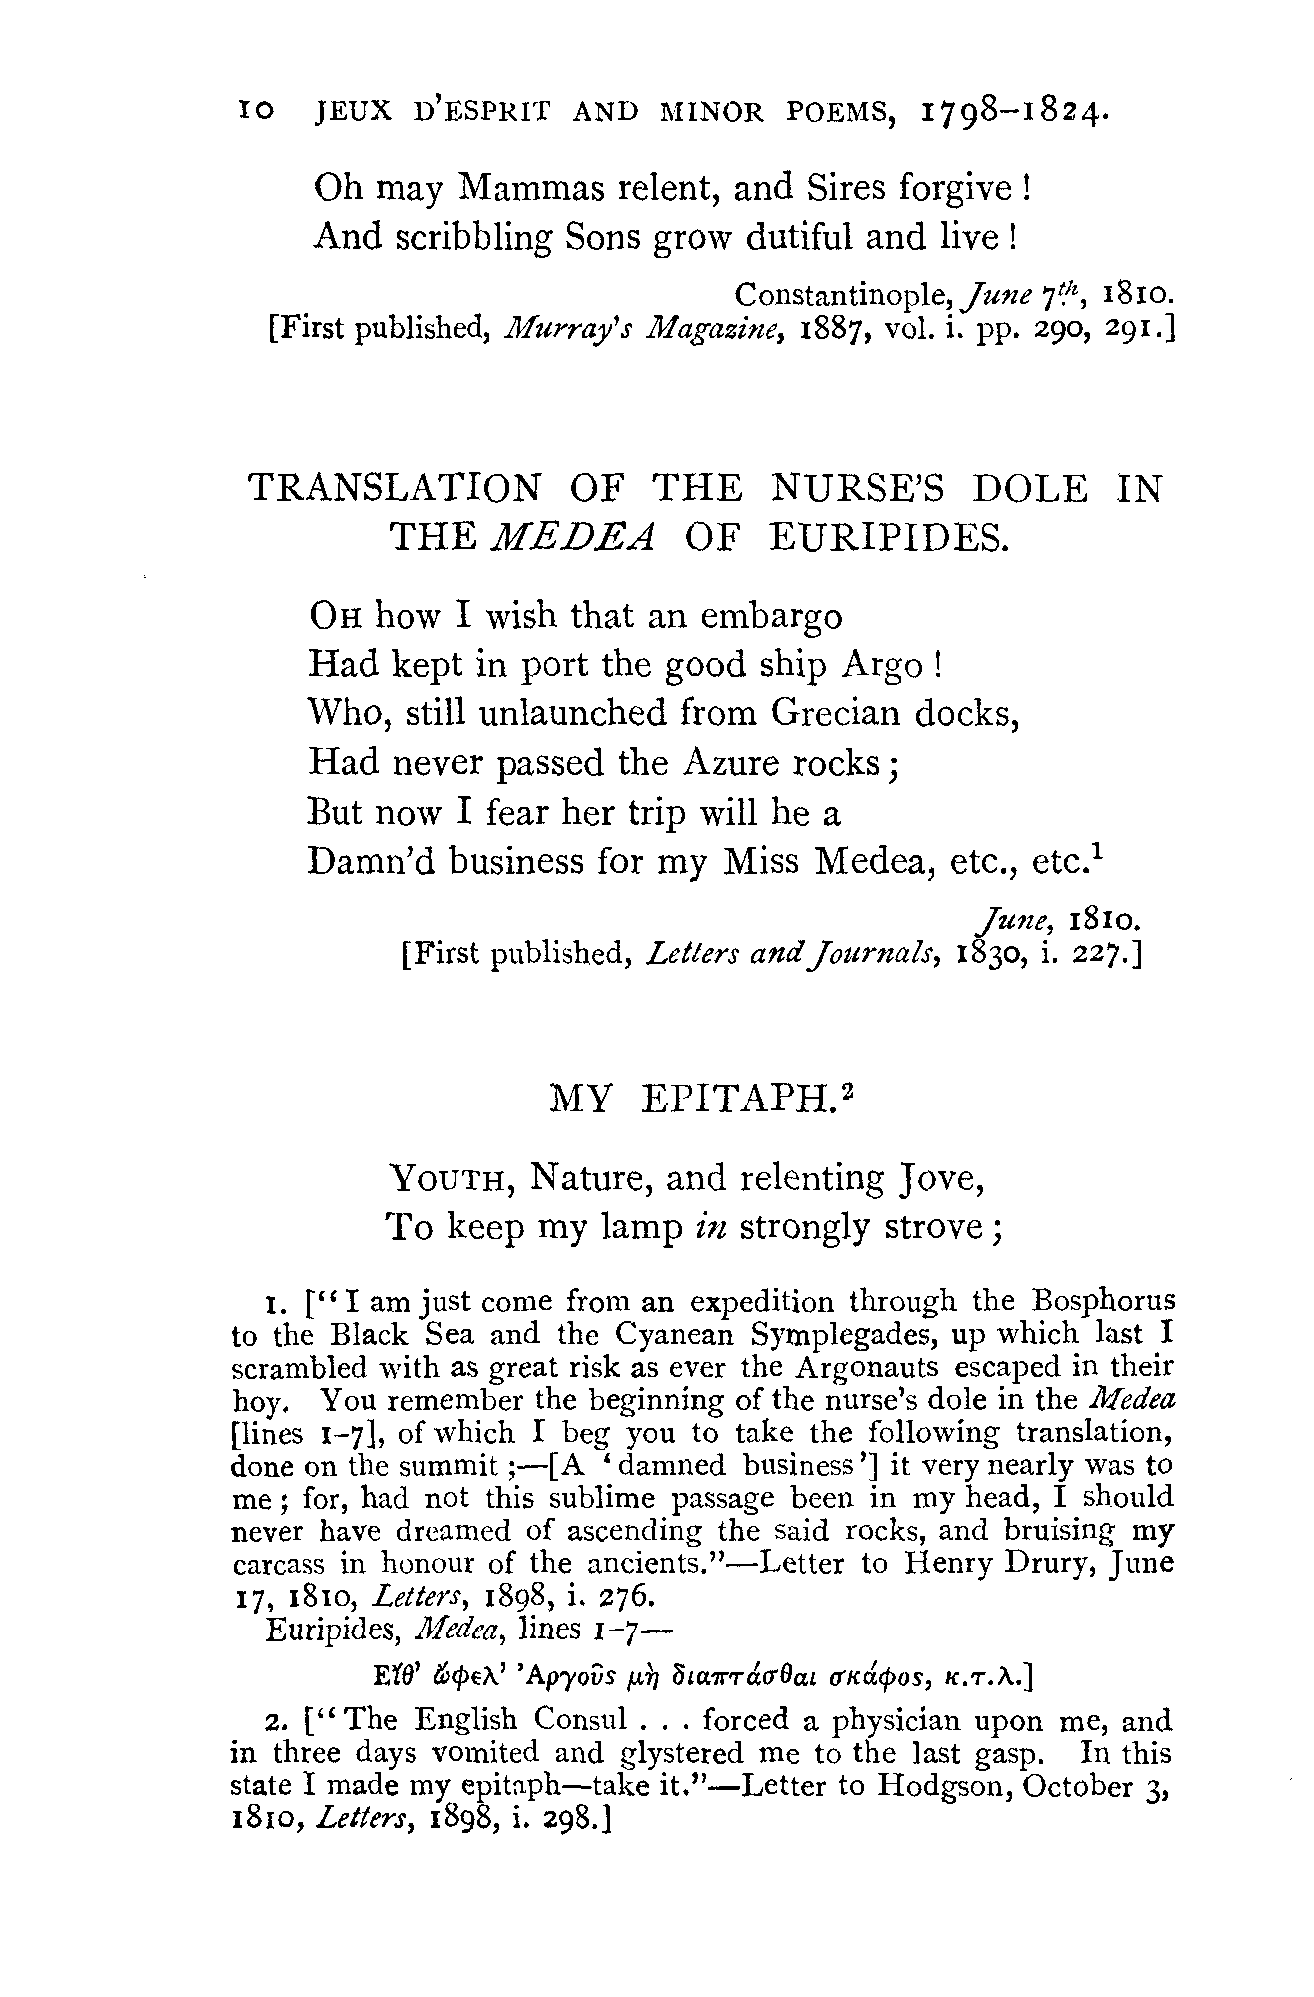 10 JEUX D'ESPRIT AND MINOR POEMS, 1798–1824.
Oh may Mammas relent, and Sires forgive !
And scribbling Sons grow dutiful and live !
Constantinople, June 7th, 1810.
[First published, Murray's Magazine, 1887, vol. i. pp. 290, 291.]
TRANSLATION OF THE NURSE'S DOLE IN
THE MEDEA OF EURIPIDES.
OH how I wish that an embargo
Had kept in port the good ship Argo !
Who, still unlaunched from Grecian docks,
Had never passed the Azure rocks ;
But now I fear her trip will he a
Damn'd business for my Miss Medea, etc., etc.¹
June, 1810.
[First published, Letters and Journals, 1830, i. 227.]
MY EPITAPH.²
YOUTH, Nature, and relenting Jove,
To keep my lamp in strongly strove ;
1. ["I am just come from an expedition through the Bosphorus
to the Black Sea and the Cyanean Symplegades, up which last I
scrambled with as great risk as ever the Argonauts escaped in their
hoy. You remember the beginning of the nurse's dole in the Medea
[lines 1–7], of which I beg you to take the following translation,
done on the summit ;—[A 'damned business'] it very nearly was to
me ; for, had not this sublime passage been in my head, I should
never have dreamed of ascending the said rocks, and bruising my
carcass in honour of the ancients."—Letter to Henry Drury, June
17, 1810, Letters, 1898, i. 276.
Euripides, Medea, lines 1–7—
Εἴθ' ὤφελ' Ἀργοῦς μὴ διαπτάσθαι σκάφος, κ.τ.λ.]
2. ["The English Consul . . . forced a physician upon me, and
in three days vomited and glystered me to the last gasp. In this
state I made my epitaph—take it."—Letter to Hodgson, October 3,
1810, Letters, 1898, i. 298.]